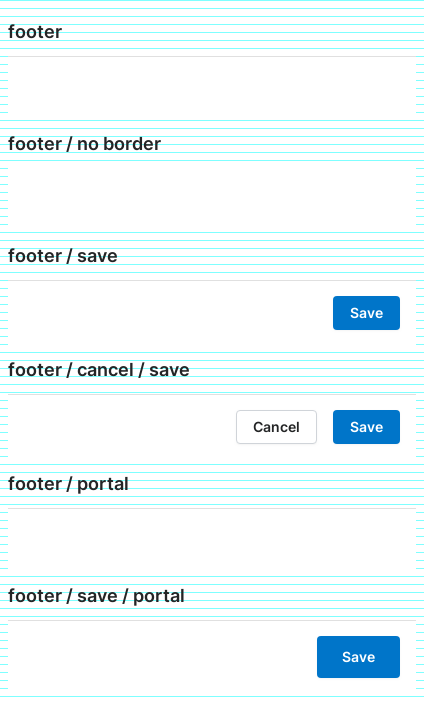 footer
footer / no border
footer / save
Save
footer / cancel / save
Cancel Save
footer / portal
footer / save / portal
Save